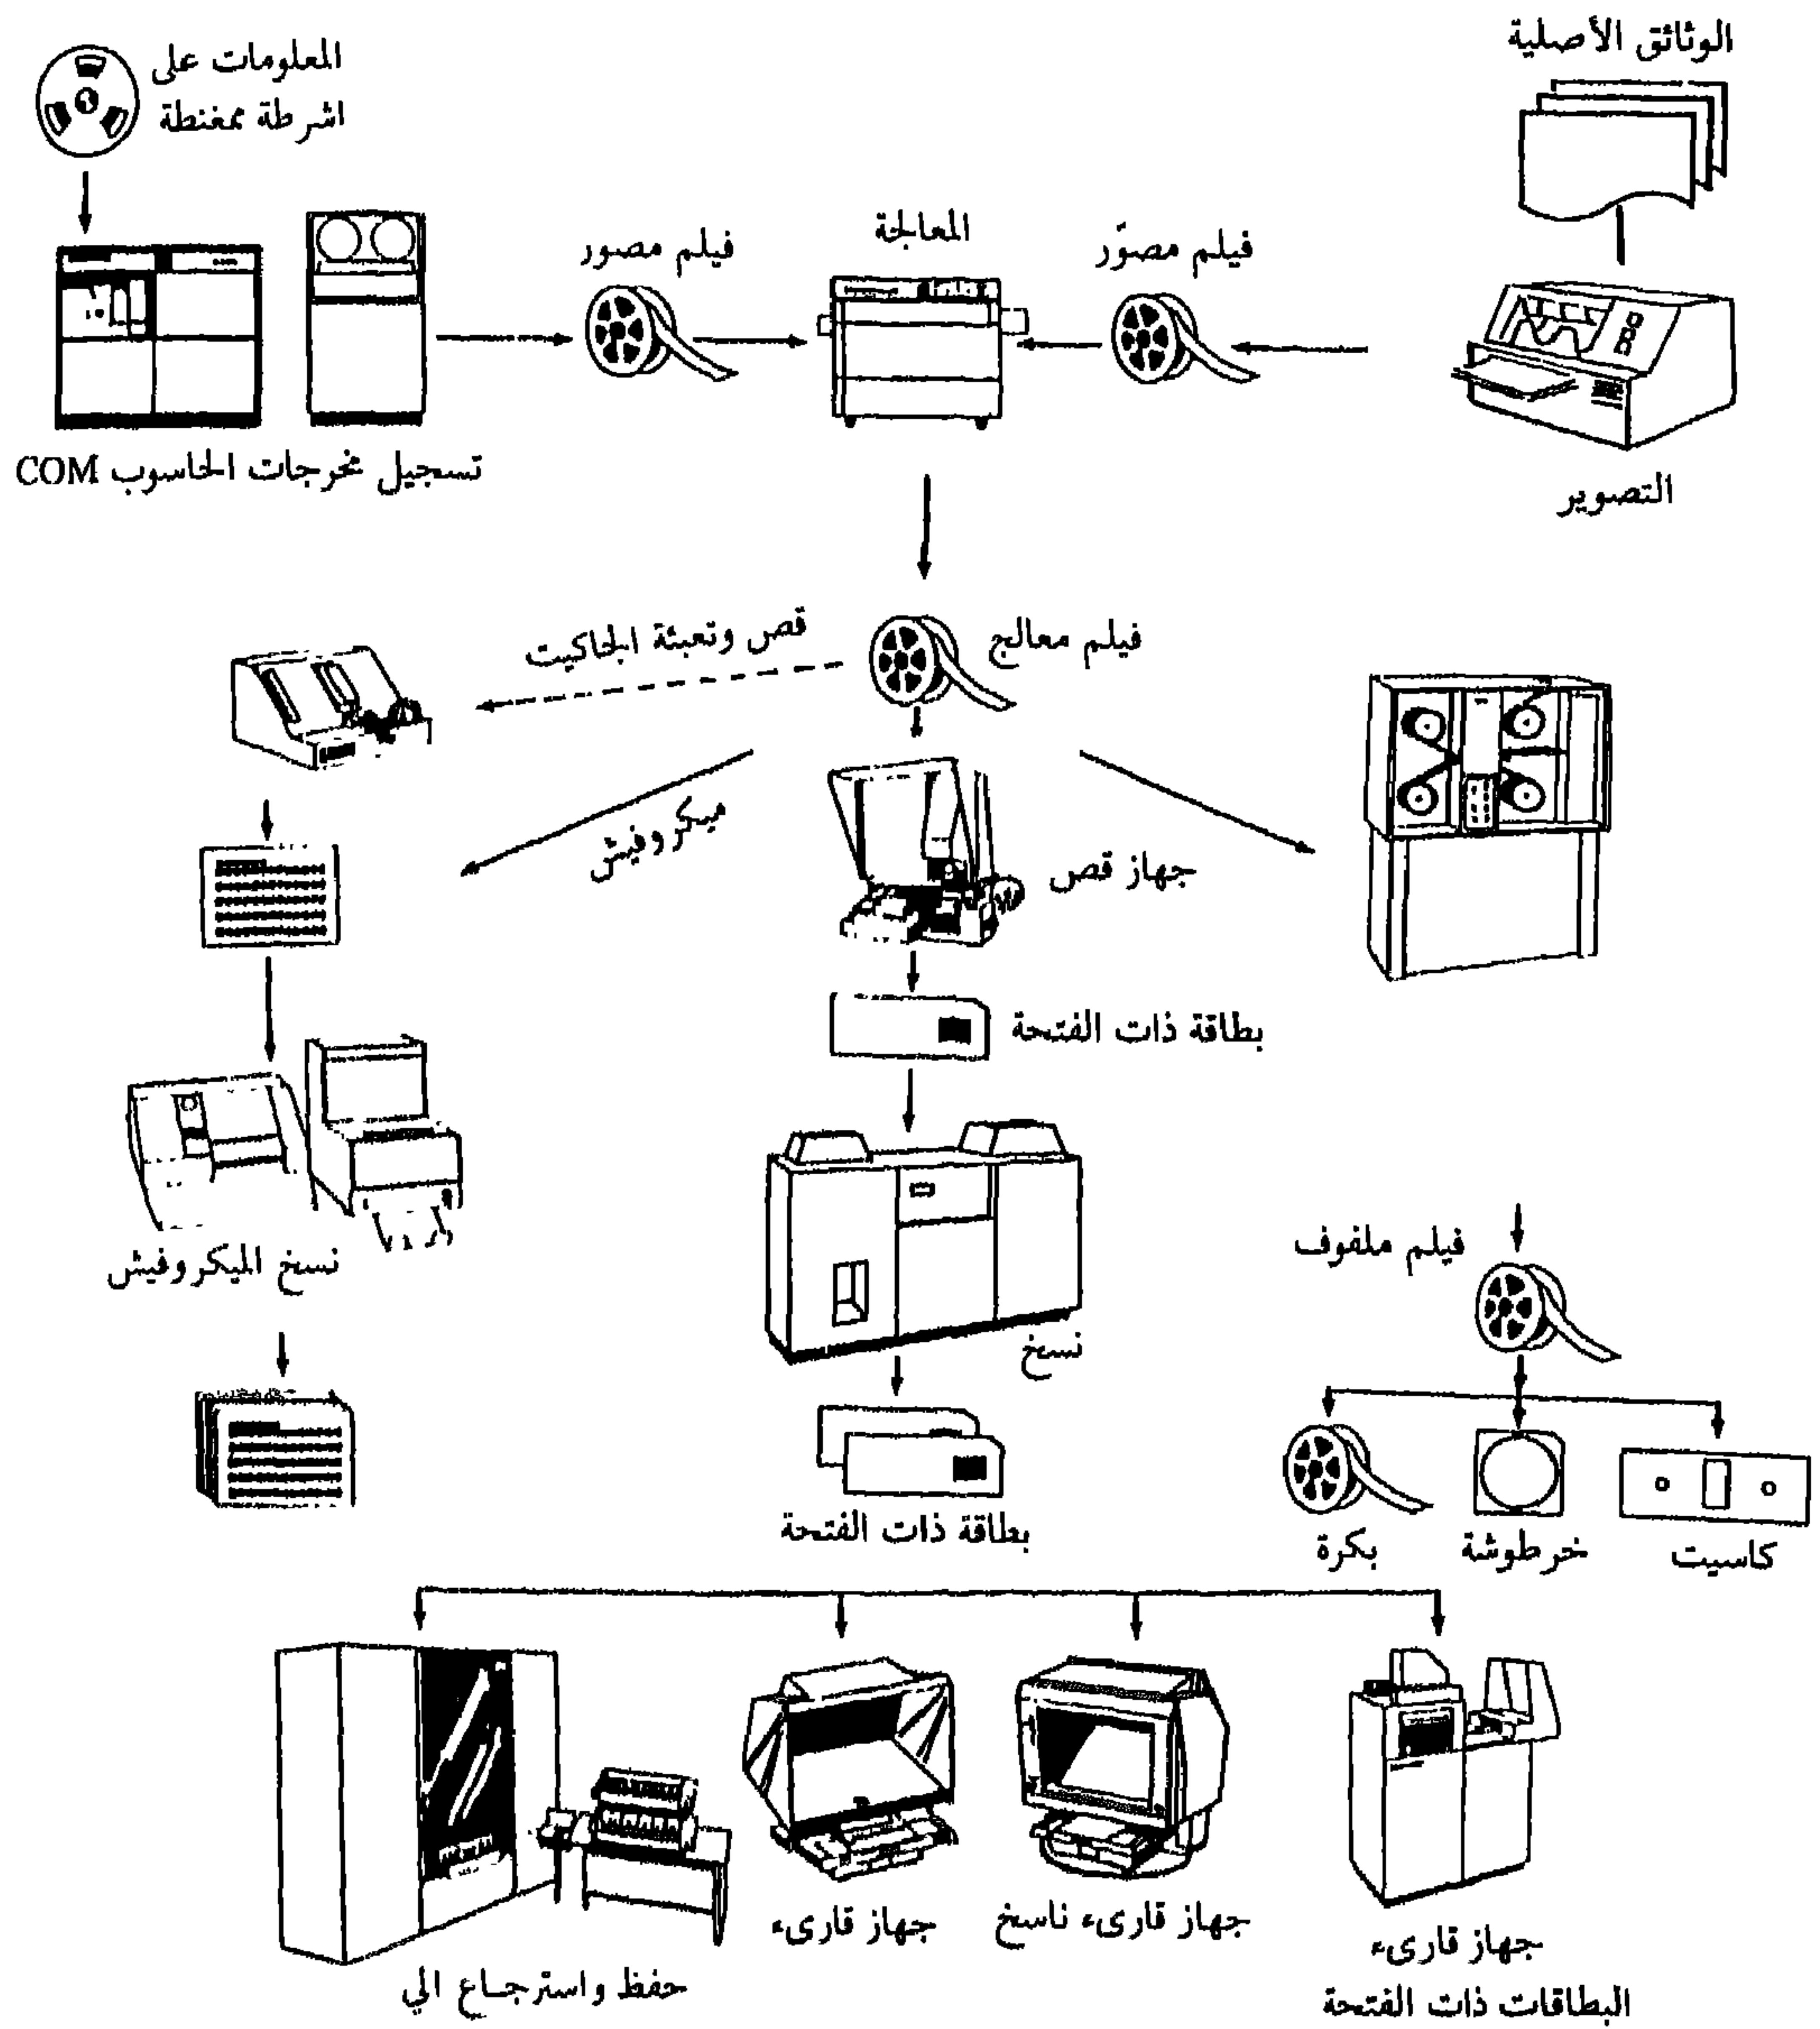 الوثائق الأصلية
المعلومات على
اشرطة ممغنطة
المعالجة
فيلم مصوّر
فيلم مصور
التصوير
تسجيل مخرجات الحاسوب COM
فيلم معالج
قص وتعبئة الجاكيت
ميكروفيش
جهاز قص
بطاقة ذات الفتحة
فيلم ملفوف
نسخ
نسخ الميكروفيش
كاسيت
خرطوشة
بكرة
بطاقة ذات الفتحة
جهاز قارىء
البطاقات ذات الفتحة
جهاز قارىء ناسخ
جهاز قارىء
حفظ واسترجاع الي